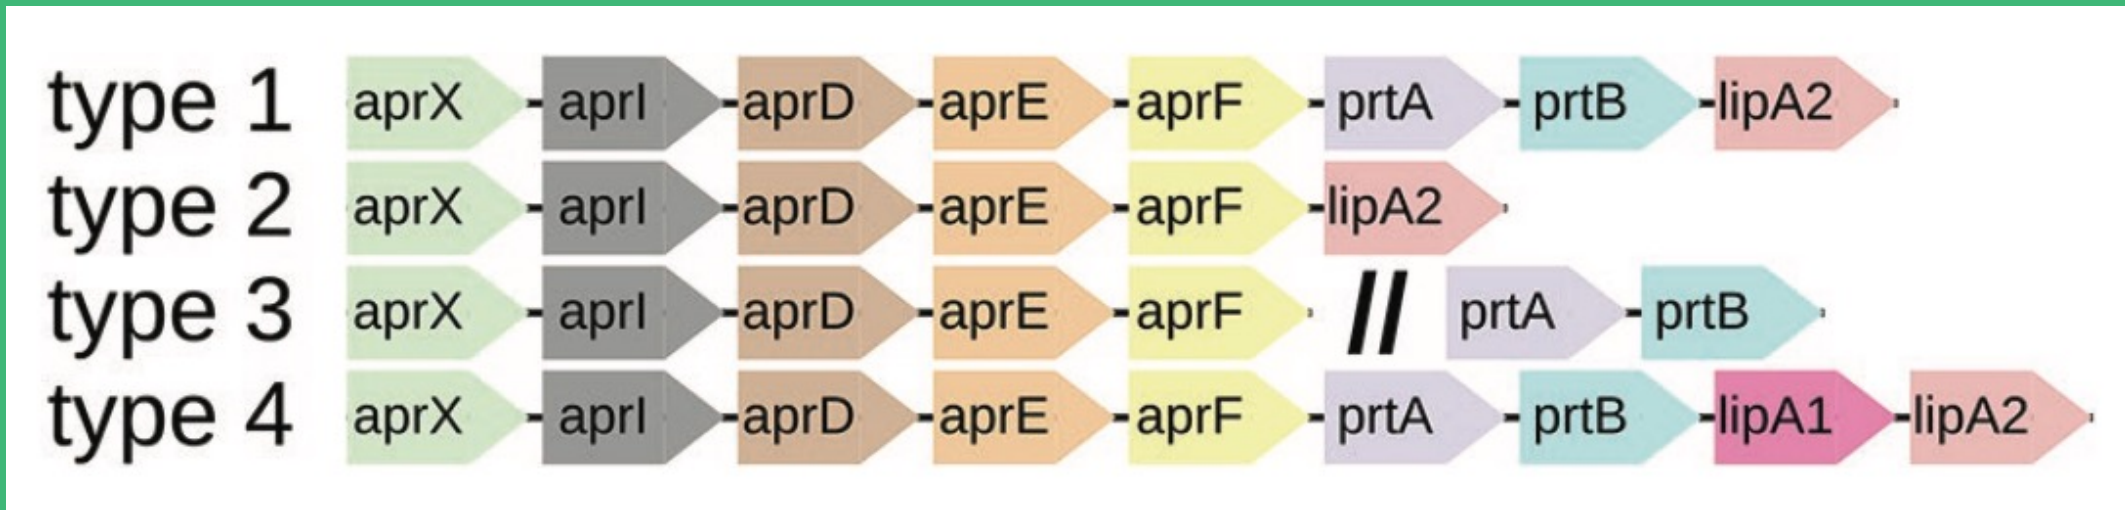 type 1 aprX aprI aprD aprE aprF prtA prtB lipA2
type 2 aprX aprI aprD aprE aprF lipA2
type 3 aprX aprI aprD aprE aprF // prtA prtB
type 4 aprX aprI aprD aprE aprF prtA prtB lipA1 lipA2